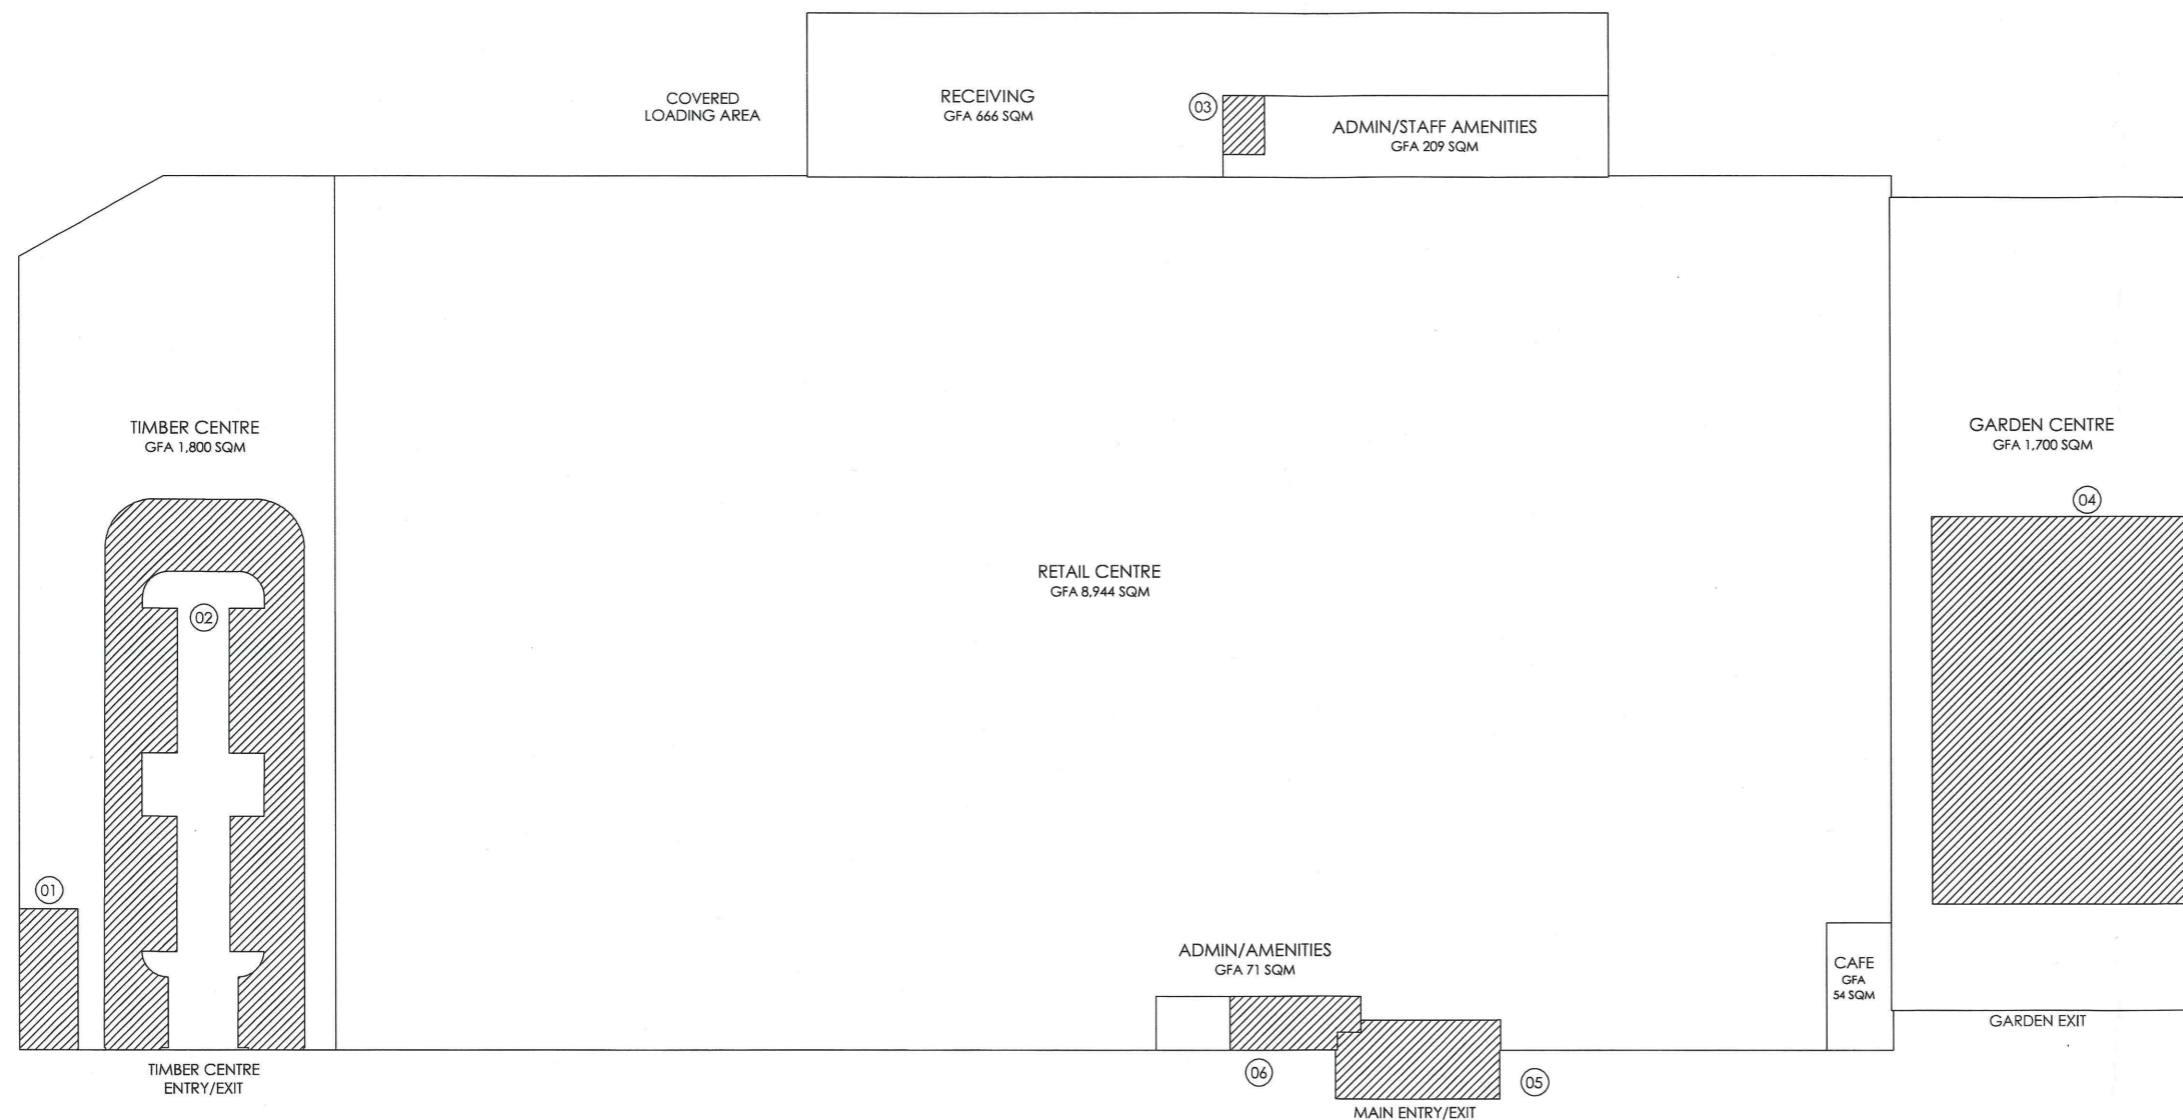 COVERED
LOADING AREA
RECEIVING
GFA 666 SQM
03
ADMIN/STAFF AMENITIES
GFA 209 SQM
TIMBER CENTRE
GFA 1,800 SQM
GARDEN CENTRE
GFA 1,700 SQM
04
RETAIL CENTRE
GFA 8,944 SQM
02
01
ADMIN/AMENITIES
GFA 71 SQM
CAFE
GFA
54 SQM
GARDEN EXIT
TIMBER CENTRE
ENTRY/EXIT
06
05
MAIN ENTRY/EXIT